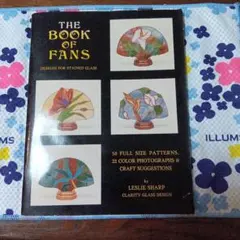 THE
BOOK OF
FANS
DESIGNS FOR STAINED GLASS
18 FULL SIZE PATTERNS,
22 COLOR PHOTOGRAPHS &
CRAFT SUGGESTIONS
by
LESLIE SHARP
CLARITY GLASS DESIGN
ILLUM
MS